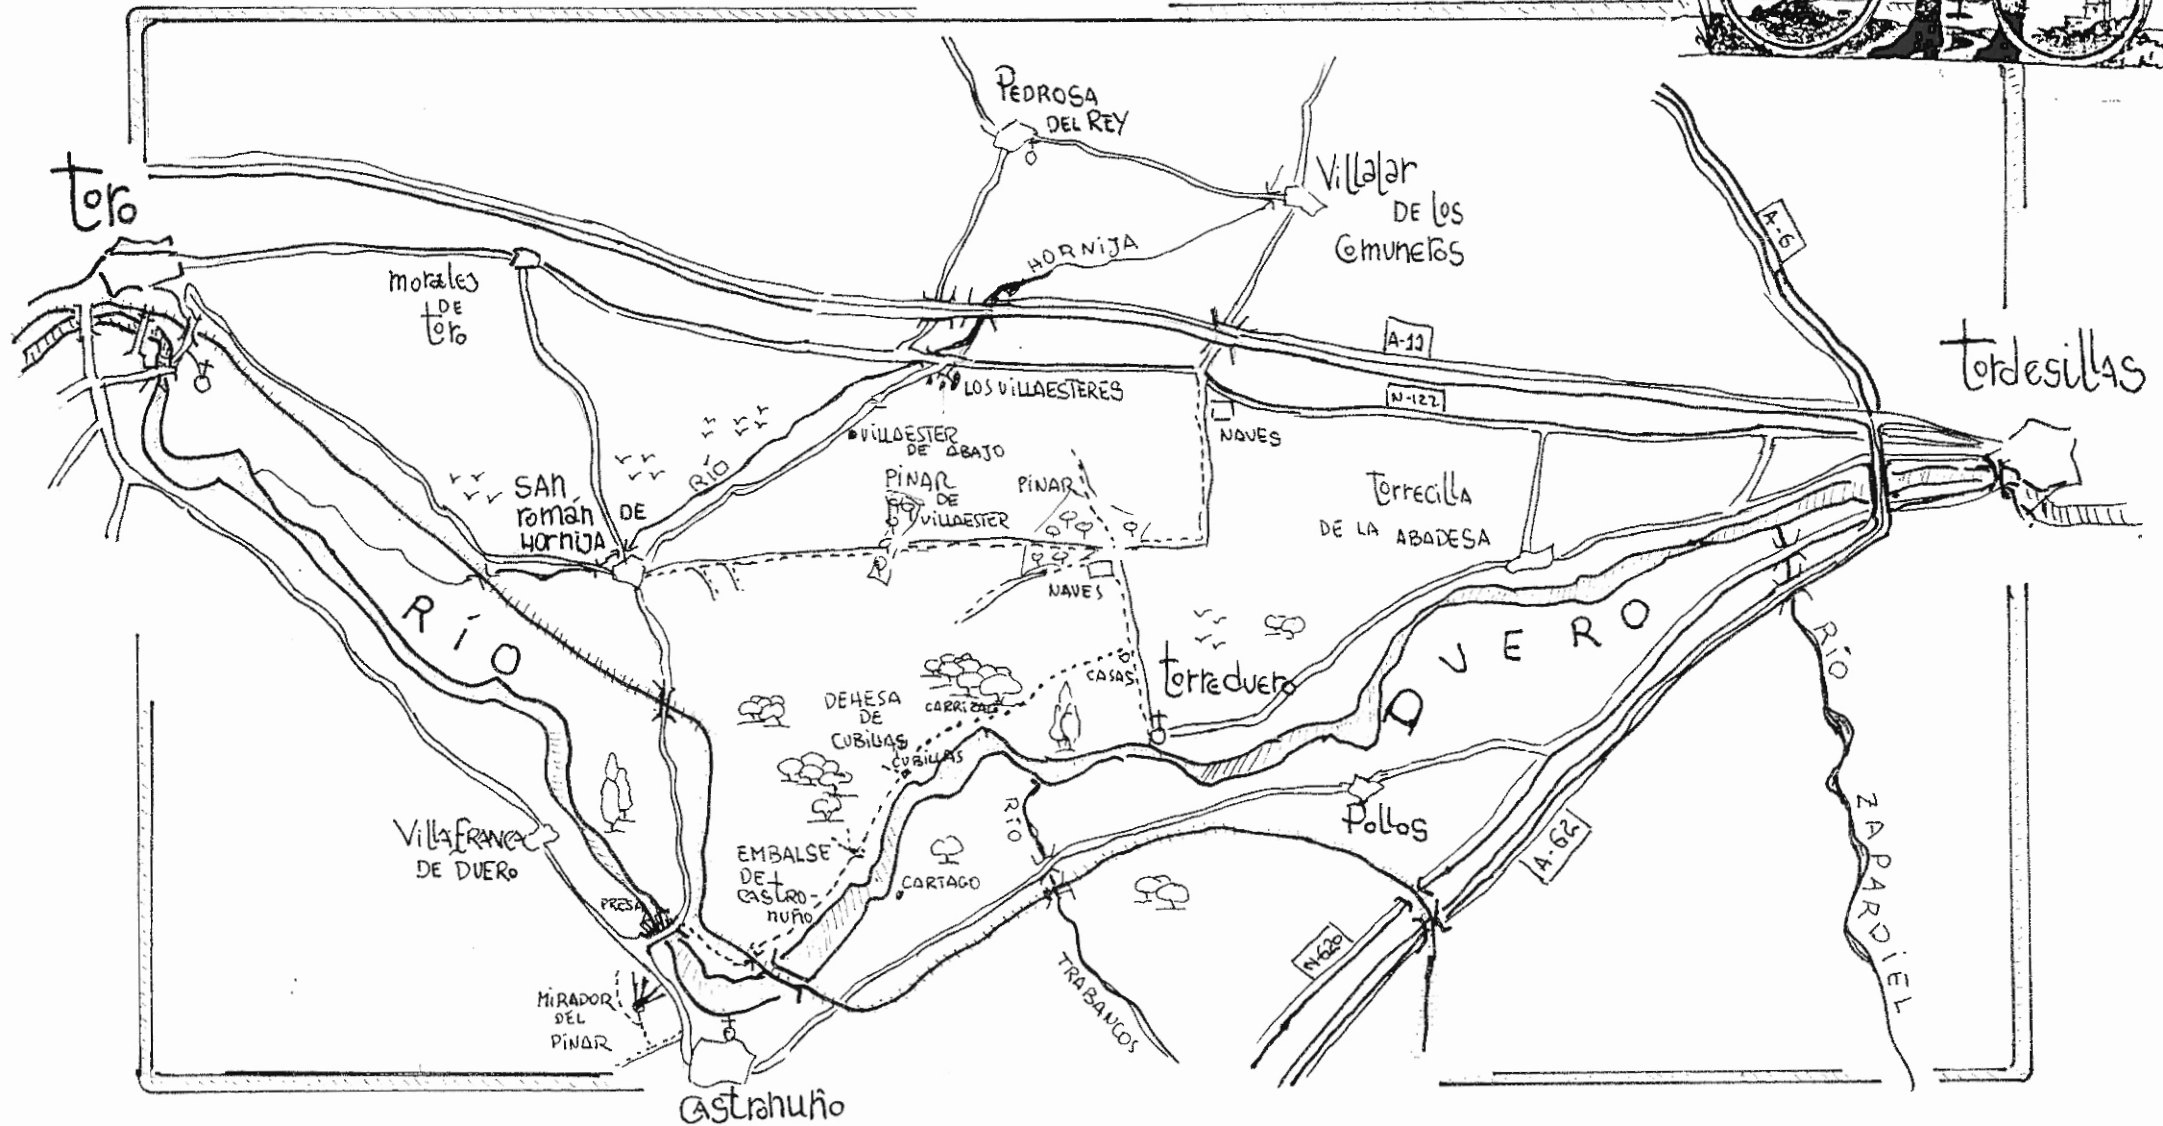 PEDROSA
DEL REY
toro
Villalar
DE LOS
Comuneros
A-6
HORNIJA
morales
DE
toro
A-11
tordesillas
LOS VILLAESTERES
N-122
NAVES
VILLAESTER
DE ABAJO
RÍO
SAN
román DE
HORNIJA
PINAR
DE
VILLAESTER
PINAR
torrecilla
DE LA ABADESA
NAVES
RÍO
DUERO
RÍO
ZAPARDIEL
CASAS
torreduero
DEHESA
DE
CUBILLAS
CARRIZAL
CUBILLAS
RÍO
TRABANCOS
Pollos
VILLAFRANCA
DE DUERO
EMBALSE
DE
CASTRO-
NUÑO
CARTAGO
A-62
PRESA
N-620
MIRADOR
DEL
PINAR
CASTRONUÑO